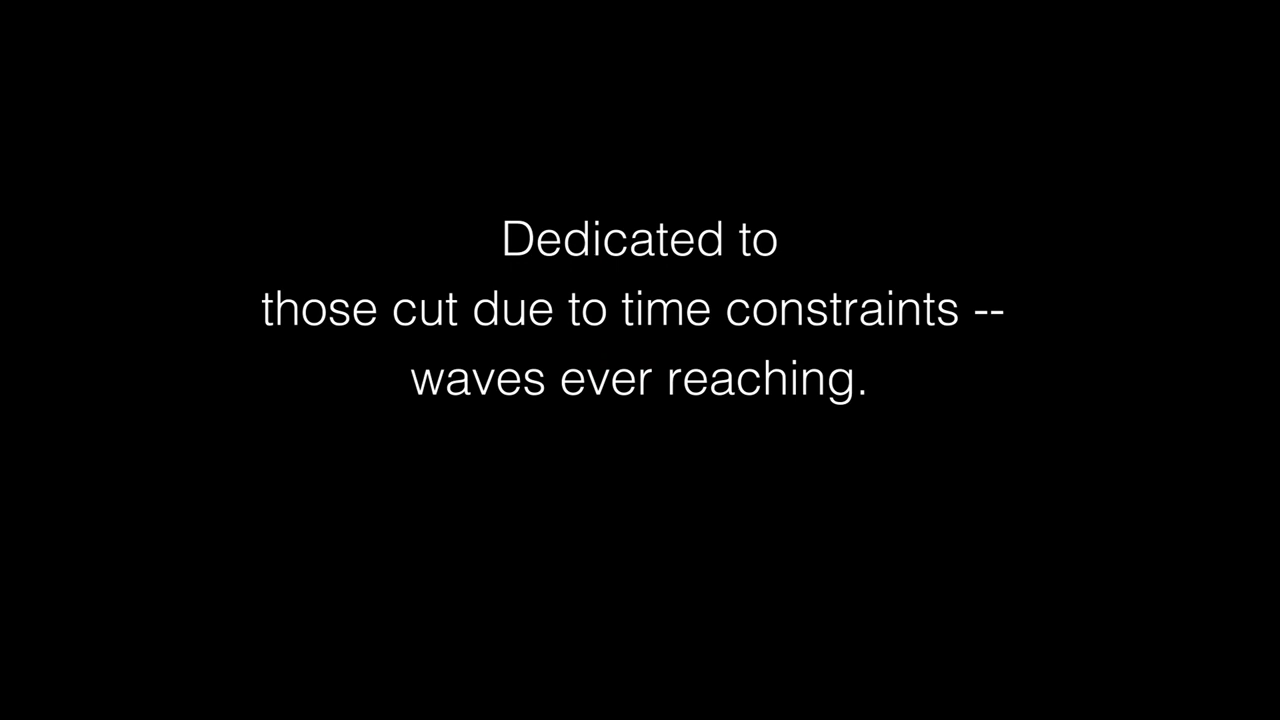 Dedicated to
those cut due to time constraints --
waves ever reaching.